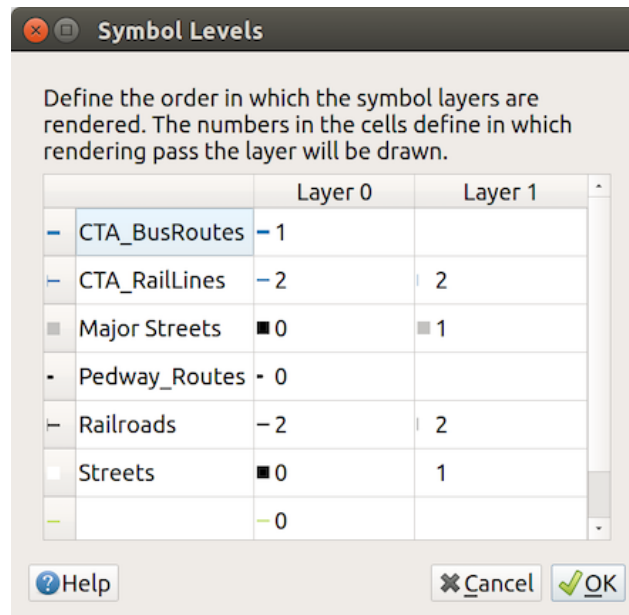 Symbol Levels
Define the order in which the symbol layers are
rendered. The numbers in the cells define in which
rendering pass the layer will be drawn.
Layer 0 Layer 1
CTA_BusRoutes 1
CTA_RailLines 2 2
Major Streets 0 1
Pedway_Routes 0
Railroads 2 2
Streets 0 1
0
Help Cancel OK